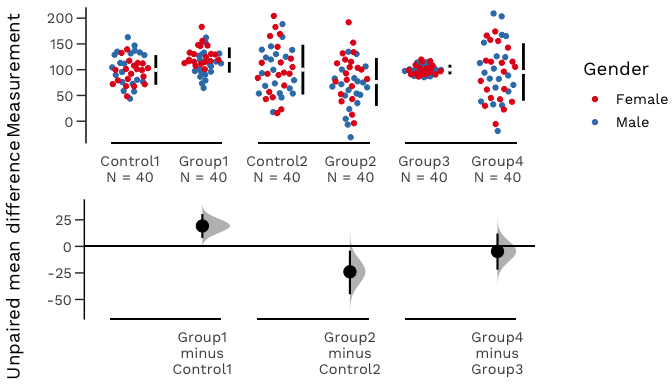 Measurement
200
150
100
50
0
Control1
N = 40
Group1
N = 40
Control2
N = 40
Group2
N = 40
Group3
N = 40
Group4
N = 40
Gender
Female
Male
Unpaired mean difference
25
0
-25
-50
Group1
minus
Control1
Group2
minus
Control2
Group4
minus
Group3